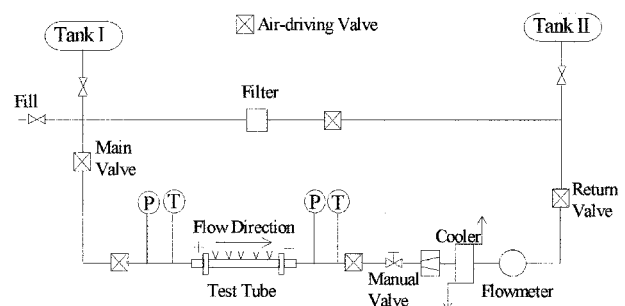 Tank I
Air-driving Valve
Tank II
Fill
Filter
Main
Valve
P T
Flow Direction
P T
+ −
Test Tube
Manual
Valve
Cooler
Flowmeter
Return
Valve